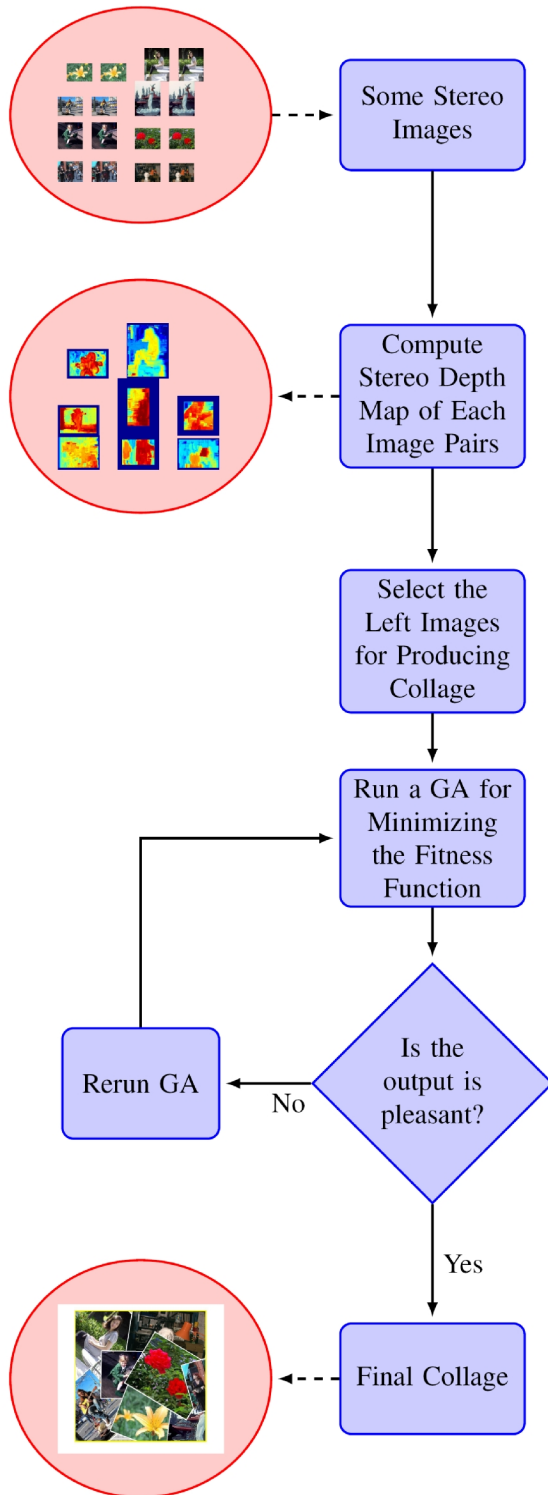 Some Stereo
Images
Compute
Stereo Depth
Map of Each
Image Pairs
Select the
Left Images
for Producing
Collage
Run a GA for
Minimizing
the Fitness
Function
Is the
output is
pleasant?
No
Rerun GA
Yes
Final Collage